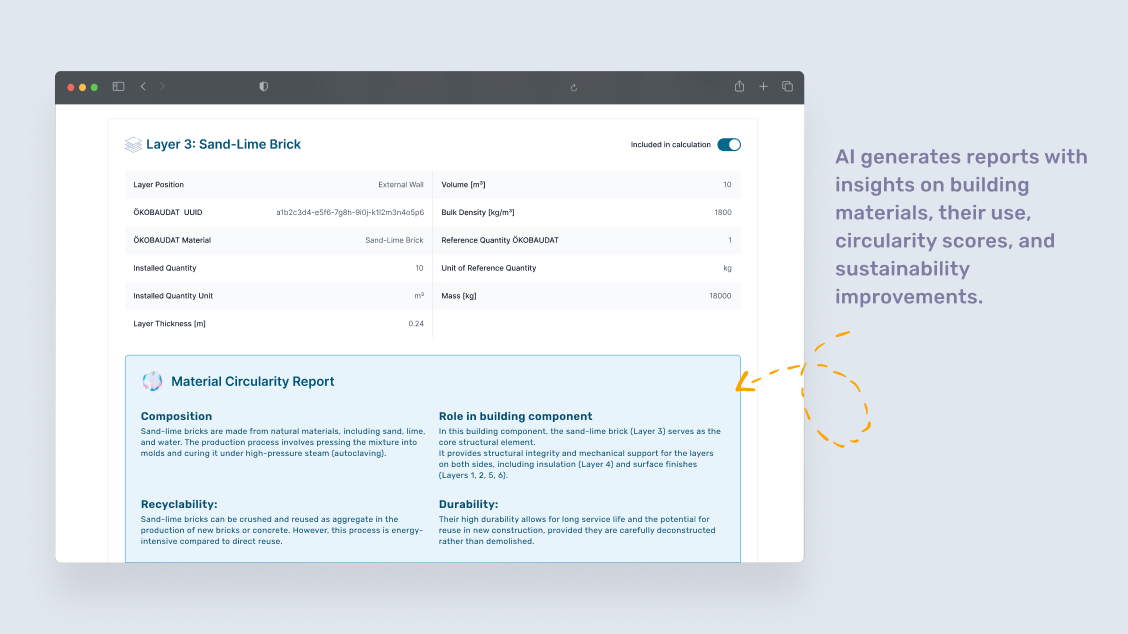 Layer 3: Sand-Lime Brick
Included in calculation
Layer Position
External Wall
Volume [m³]
10
ÖKOBAUDAT UUID
a1b2c3d4-e5f6-7g8h-9i0j-k1l2m3n4o5p6
Bulk Density [kg/m³]
1800
ÖKOBAUDAT Material
Sand-Lime Brick
Reference Quantity ÖKOBAUDAT
1
Installed Quantity
10
Unit of Reference Quantity
kg
Installed Quantity Unit
m³
Mass [kg]
18000
Layer Thickness [m]
0.24
Material Circularity Report
Composition
Sand-lime bricks are made from natural materials, including sand, lime,
and water. The production process involves pressing the mixture into
molds and curing it under high-pressure steam (autoclaving).
Role in building component
In this building component, the sand-lime brick (Layer 3) serves as the
core structural element.
It provides structural integrity and mechanical support for the layers
on both sides, including insulation (Layer 4) and surface finishes
(Layers 1, 2, 5, 6).
Recyclability:
Sand-lime bricks can be crushed and reused as aggregate in the
production of new bricks or concrete. However, this process is energy-
intensive compared to direct reuse.
Durability:
Their high durability allows for long service life and the potential for
reuse in new construction, provided they are carefully deconstructed
rather than demolished.
AI generates reports with
insights on building
materials, their use,
circularity scores, and
sustainability
improvements.